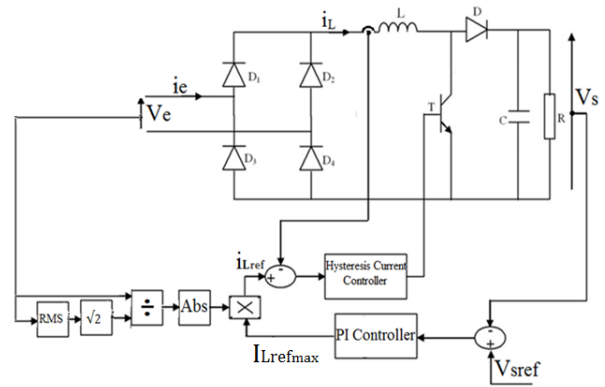 iL
L
D
ie
D1
D2
Ve
T
C
R
Vs
D3
D4
iLref
-
+
Hysteresis Current
Controller
RMS
√2
÷
Abs
×
PI Controller
-
+
ILrefmax
Vsref